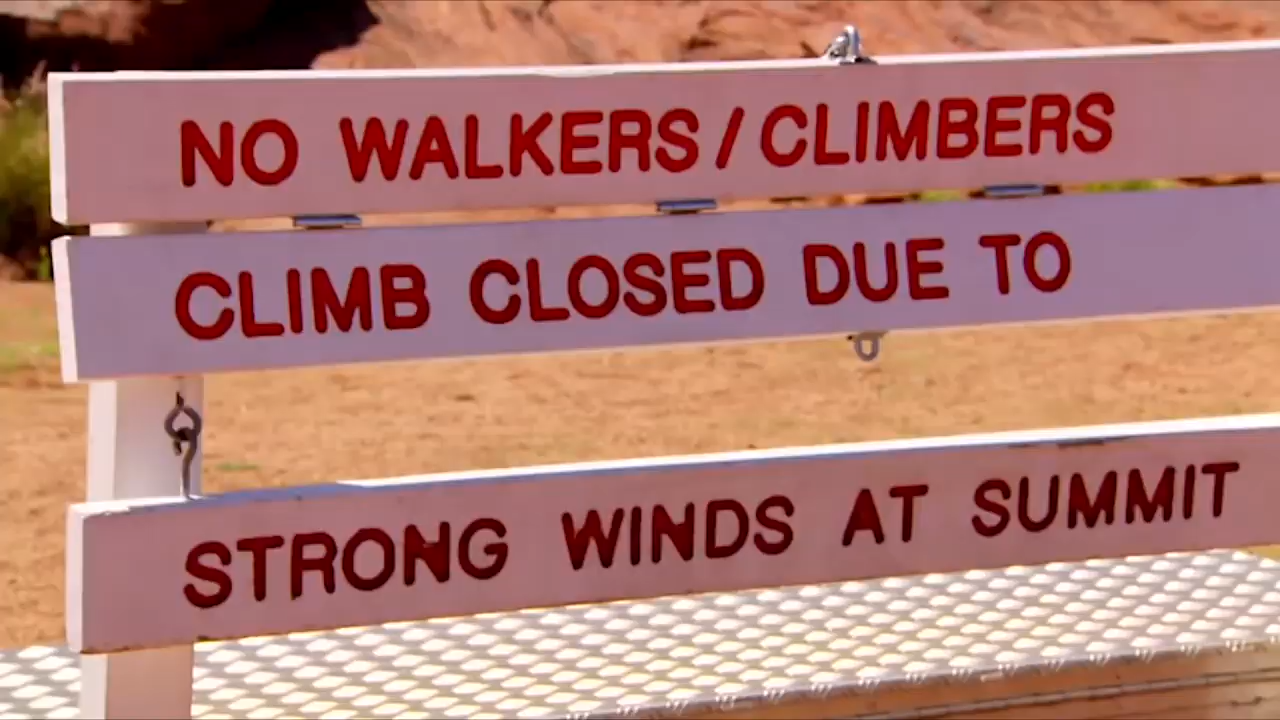 NO WALKERS/CLIMBERS
CLIMB CLOSED DUE TO
STRONG WINDS AT SUMMIT